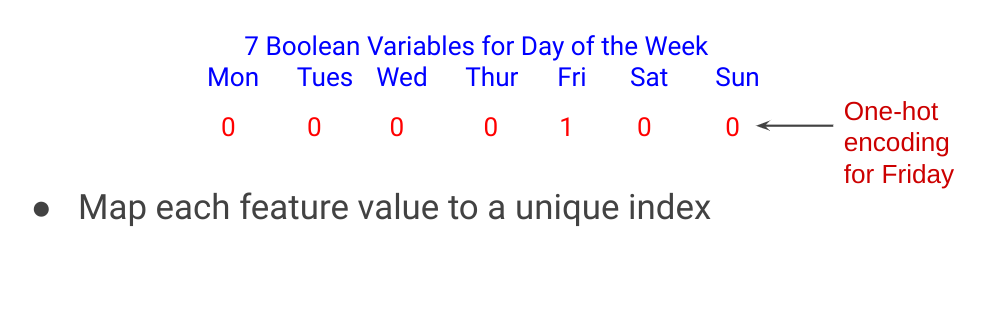 7 Boolean Variables for Day of the Week
Mon Tues Wed Thur Fri Sat Sun
0 0 0 0 1 0 0
One-hot
encoding
for Friday
● Map each feature value to a unique index